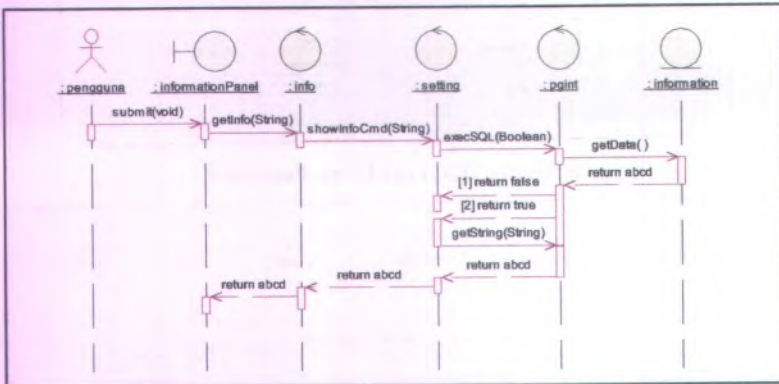 : pengguna
: informationPanel
: info
: setting
: pgint
: information
submit(void)
getInfo(String)
showInfoCmd(String)
execSQL(Boolean)
getData( )
return abcd
[1] return false
[2] return true
getString(String)
return abcd
return abcd
return abcd